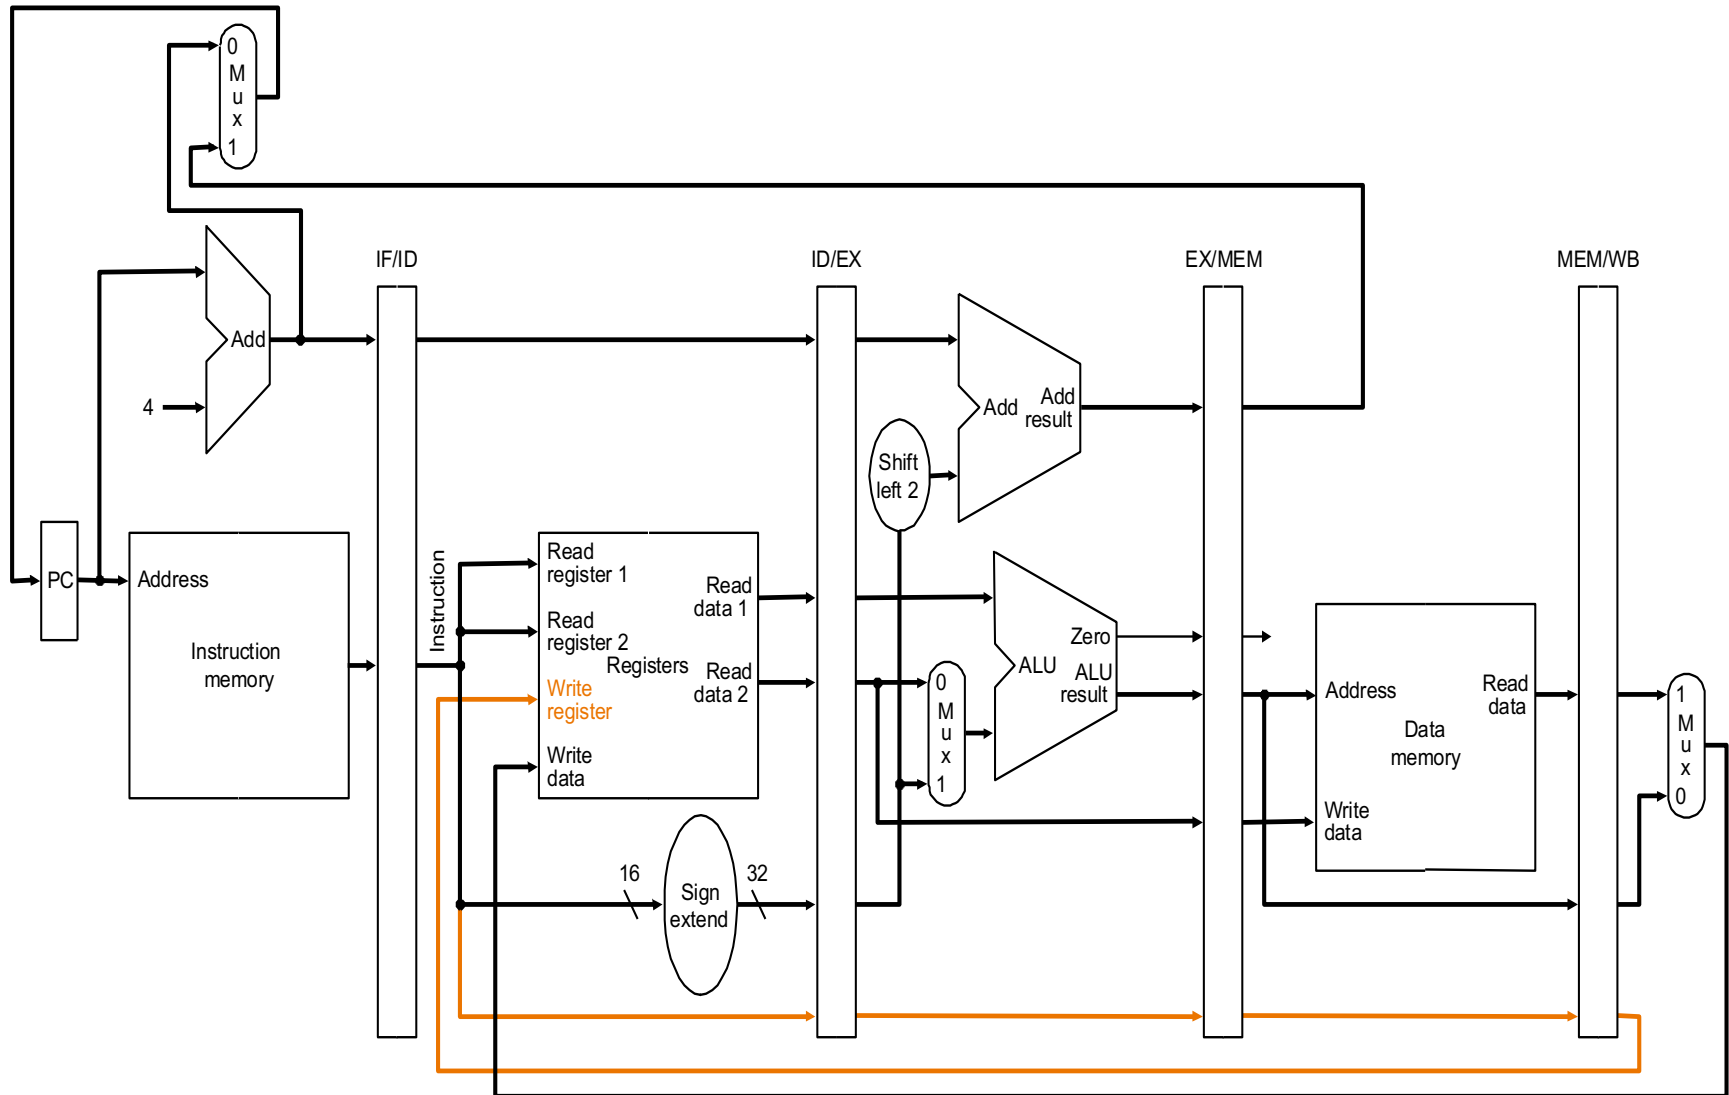 0
M
u
x
1
IF/ID
ID/EX
EX/MEM
MEM/WB
Add
4
Add
Add
result
Shift
left 2
PC
Address
Instruction
memory
Instruction
Read
register 1
Read
register 2
Registers
Write
register
Write
data
Read
data 1
Read
data 2
16
Sign
extend
32
0
M
u
x
1
Zero
ALU
ALU
result
Address
Read
data
Data
memory
Write
data
1
M
u
x
0